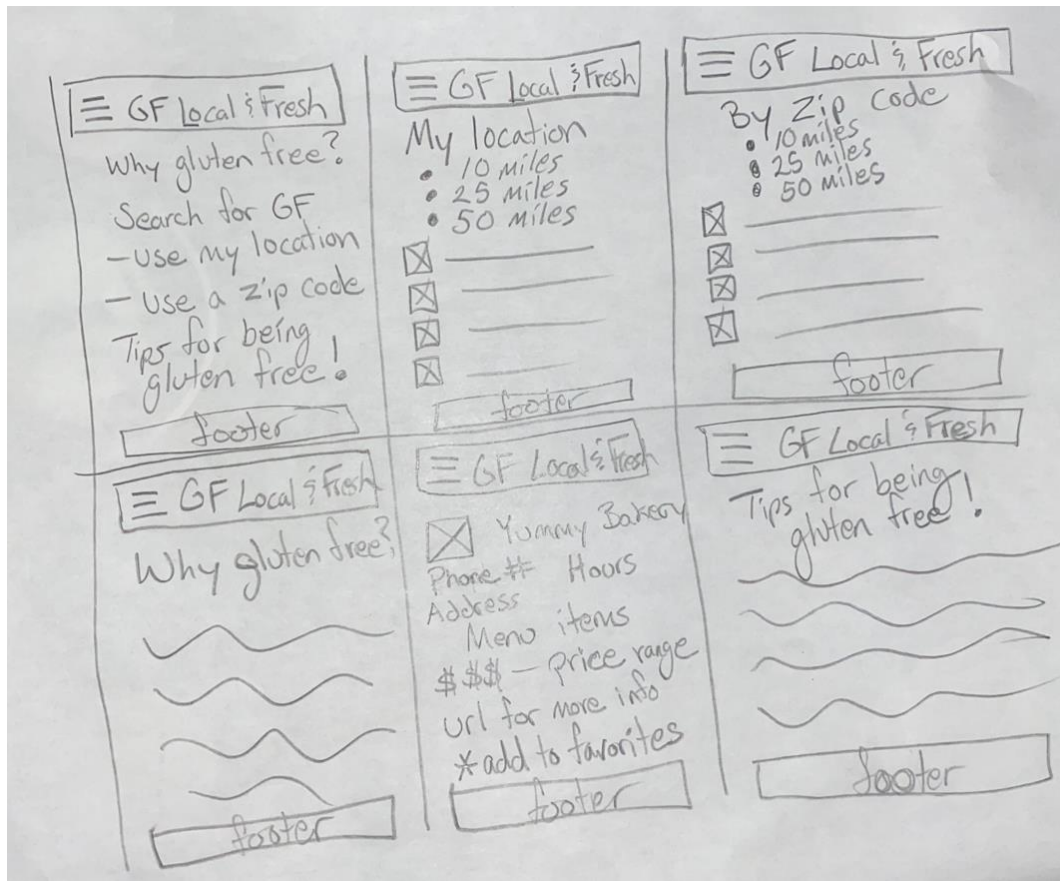 GF Local & Fresh
Why gluten free?
Search for GF
- use my location
- use a zip code
Tips for being
gluten free!
footer
GF Local & Fresh
My location
• 10 miles
• 25 miles
• 50 miles
footer
GF Local & Fresh
By Zip code
• 10 miles
• 25 miles
• 50 miles
footer
GF Local & Fresh
Why gluten free?
footer
GF Local & Fresh
Yummy Bakery
Phone # Hours
Address
Menu items
$$$ - price range
url for more info
* add to favorites
footer
GF Local & Fresh
Tips for being
gluten free!
footer